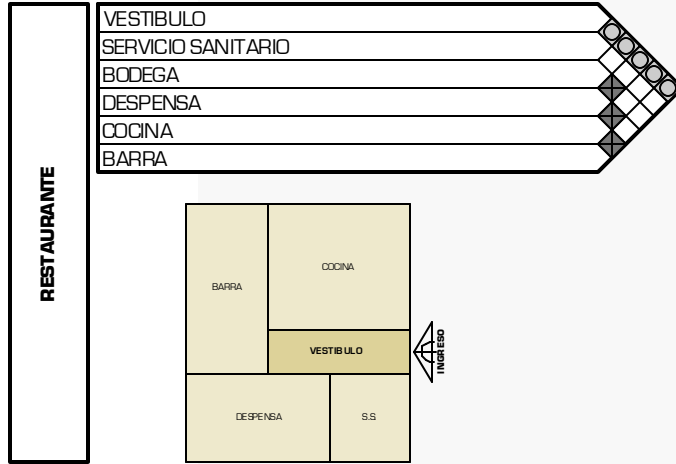 RESTAURANTE
VESTIBULO
SERVICIO SANITARIO
BODEGA
DESPENSA
COCINA
BARRA
BARRA
COCINA
VESTIBULO
INGRESO
DESPENSA
S.S.